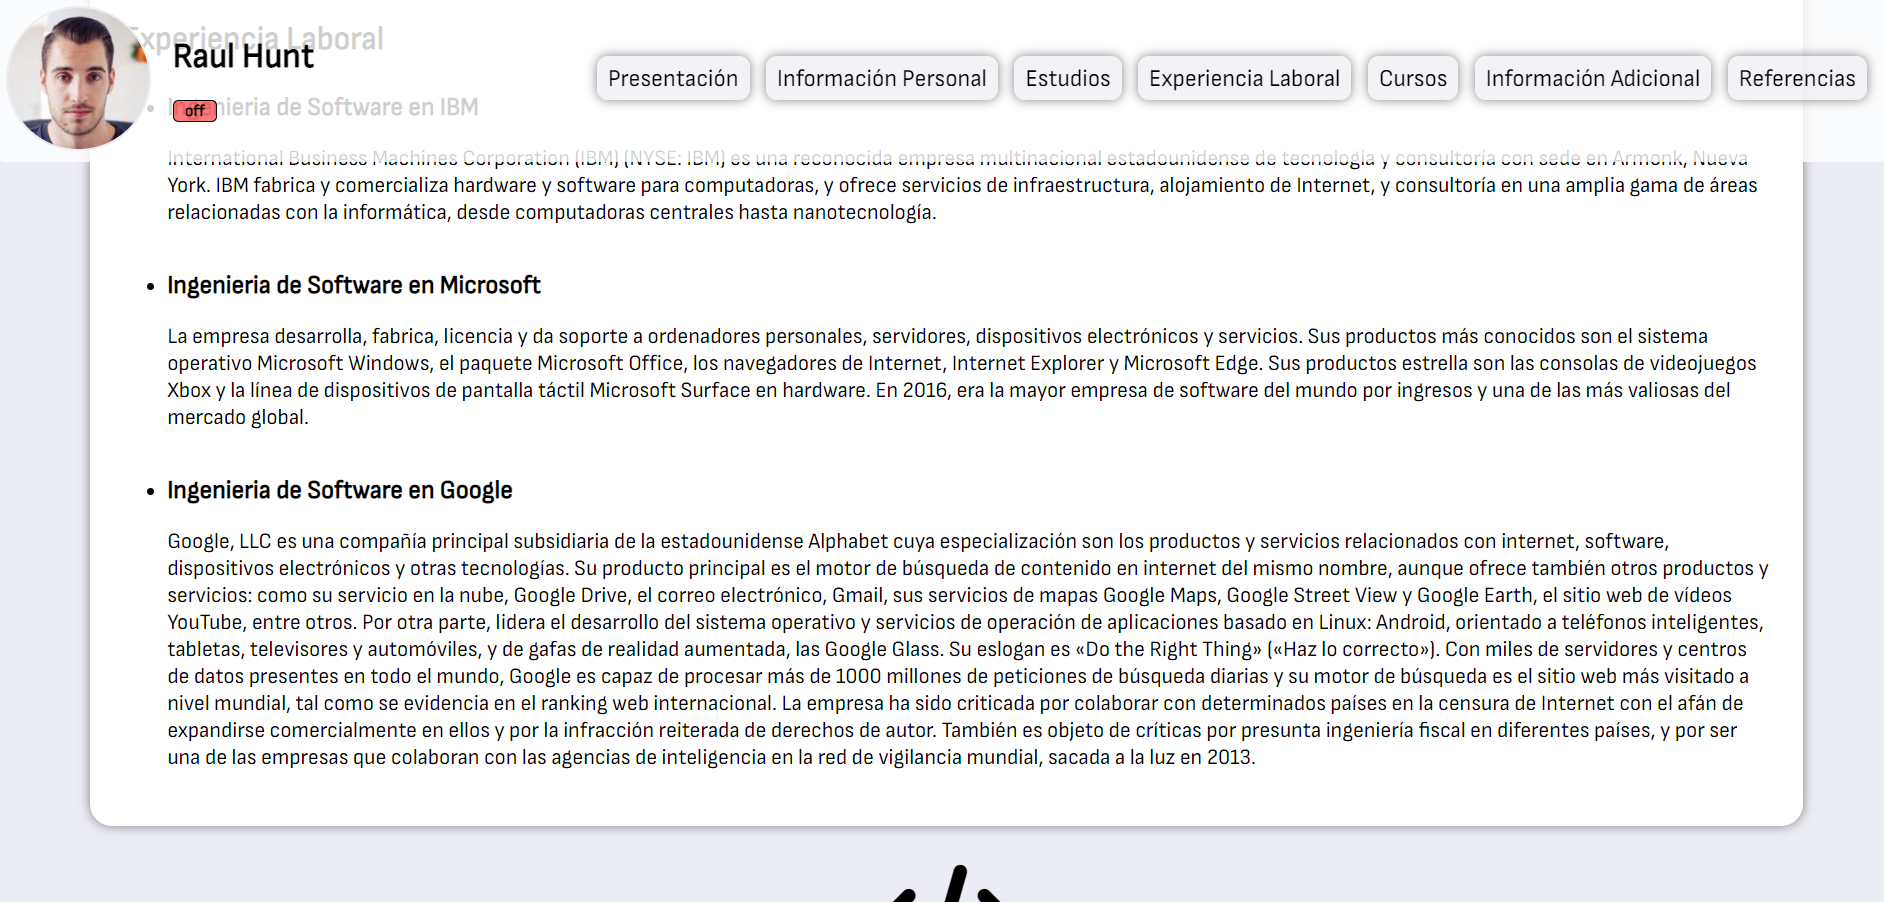 Experiencia Laboral
Raul Hunt
Presentación
Información Personal
Estudios
Experiencia Laboral
Cursos
Información Adicional
Referencias
off
Ingenieria de Software en IBM
International Business Machines Corporation (IBM) (NYSE: IBM) es una reconocida empresa multinacional estadounidense de tecnología y consultoría con sede en Armonk, Nueva
York. IBM fabrica y comercializa hardware y software para computadoras, y ofrece servicios de infraestructura, alojamiento de Internet, y consultoría en una amplia gama de áreas
relacionadas con la informática, desde computadoras centrales hasta nanotecnología.
Ingenieria de Software en Microsoft
La empresa desarrolla, fabrica, licencia y da soporte a ordenadores personales, servidores, dispositivos electrónicos y servicios. Sus productos más conocidos son el sistema
operativo Microsoft Windows, el paquete Microsoft Office, los navegadores de Internet, Internet Explorer y Microsoft Edge. Sus productos estrella son las consolas de videojuegos
Xbox y la línea de dispositivos de pantalla táctil Microsoft Surface en hardware. En 2016, era la mayor empresa de software del mundo por ingresos y una de las más valiosas del
mercado global.
Ingenieria de Software en Google
Google, LLC es una compañía principal subsidiaria de la estadounidense Alphabet cuya especialización son los productos y servicios relacionados con internet, software,
dispositivos electrónicos y otras tecnologías. Su producto principal es el motor de búsqueda de contenido en internet del mismo nombre, aunque ofrece también otros productos y
servicios: como su servicio en la nube, Google Drive, el correo electrónico, Gmail, sus servicios de mapas Google Maps, Google Street View y Google Earth, el sitio web de vídeos
YouTube, entre otros. Por otra parte, lidera el desarrollo del sistema operativo y servicios de operación de aplicaciones basado en Linux: Android, orientado a teléfonos inteligentes,
tabletas, televisores y automóviles, y de gafas de realidad aumentada, las Google Glass. Su eslogan es «Do the Right Thing» («Haz lo correcto»). Con miles de servidores y centros
de datos presentes en todo el mundo, Google es capaz de procesar más de 1000 millones de peticiones de búsqueda diarias y su motor de búsqueda es el sitio web más visitado a
nivel mundial, tal como se evidencia en el ranking web internacional. La empresa ha sido criticada por colaborar con determinados países en la censura de Internet con el afán de
expandirse comercialmente en ellos y por la infracción reiterada de derechos de autor. También es objeto de críticas por presunta ingeniería fiscal en diferentes países, y por ser
una de las empresas que colaboran con las agencias de inteligencia en la red de vigilancia mundial, sacada a la luz en 2013.